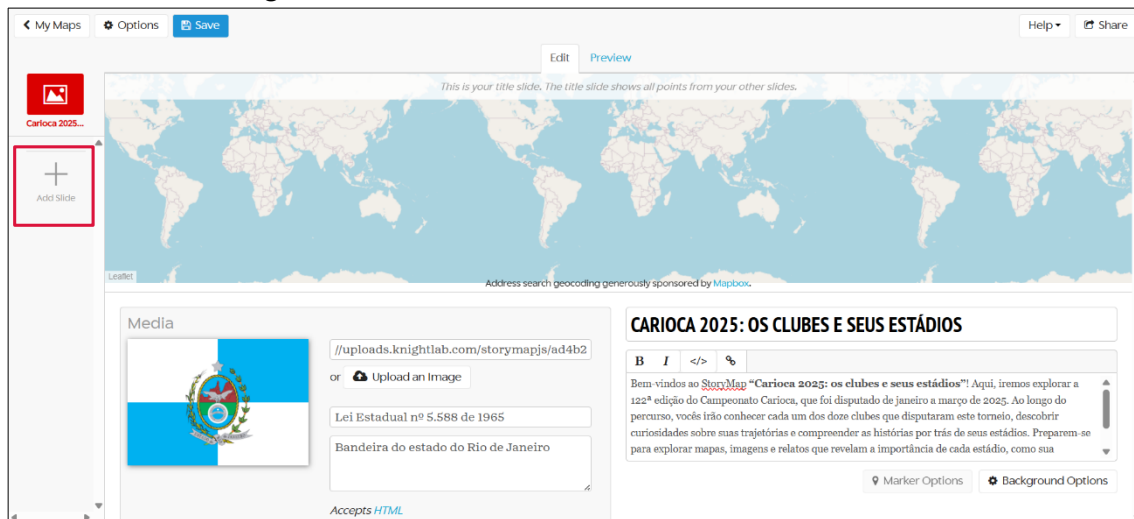 My Maps Options Save Help Share
Edit Preview
This is your title slide. The title slide shows all points from your other slides.
Carioca 2025...
Add Slide
Leaflet
Address search geocoding generously sponsored by Mapbox.
Media
//uploads.knightlab.com/storymapjs/ad4b2
or Upload an Image
Lei Estadual nº 5.588 de 1965
Bandeira do estado do Rio de Janeiro
Accepts HTML
CARIOCA 2025: OS CLUBES E SEUS ESTÁDIOS
B I </>
Bem-vindos ao StoryMap “Carioca 2025: os clubes e seus estádios”! Aqui, iremos explorar a
122ª edição do Campeonato Carioca, que foi disputado de janeiro a março de 2025. Ao longo do
percurso, vocês irão conhecer cada um dos doze clubes que disputaram este torneio, descobrir
curiosidades sobre suas trajetórias e compreender as histórias por trás de seus estádios. Preparem-se
para explorar mapas, imagens e relatos que revelam a importância de cada estádio, como sua
Marker Options Background Options